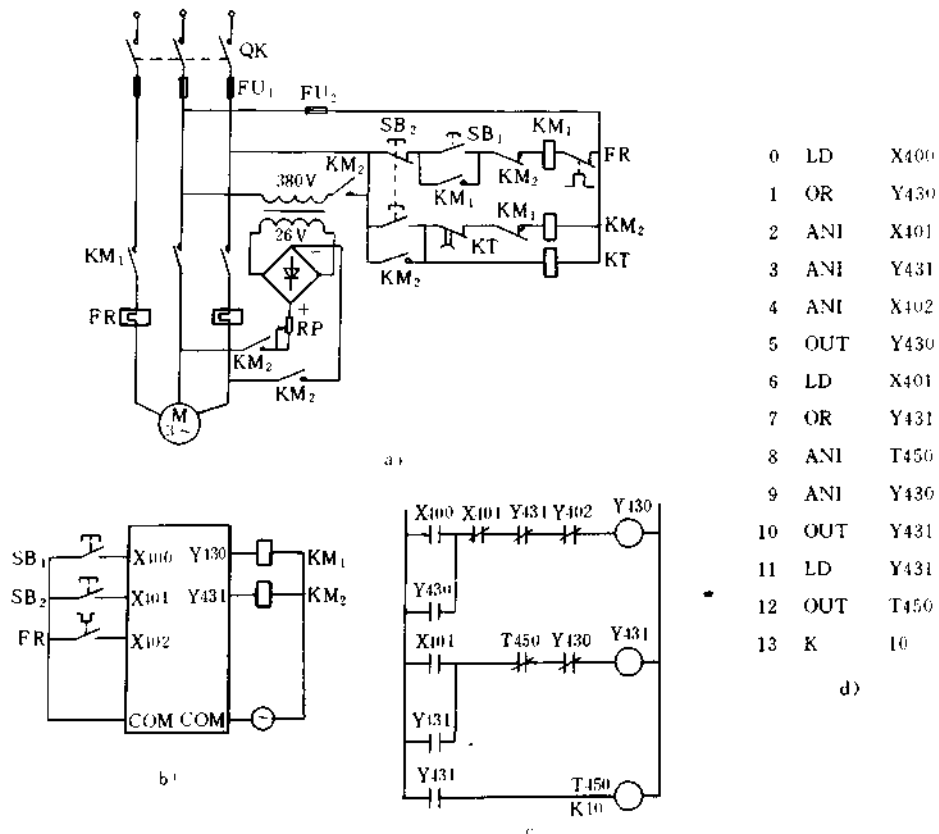 QK
FU₁
FU₂
SB₂
SB₁
KM₁
FR
KM₂
380V
KM₂
KM₁
KM₂
KM₁
26V
KT
KM₂
KM₁
−
KM₂
KT
FR
+
RP
KM₂
KM₂
M
3~
a)
SB₁
X400
Y430
KM₁
SB₂
X401
Y431
KM₂
FR
X402
COM COM
~
b)
X400 X401 Y431 Y402 Y430
Y430
X401 T450 Y430 Y431
Y431
Y431 T450
K10
c
0 LD X400
1 OR Y430
2 ANI X401
3 ANI Y431
4 ANI X402
5 OUT Y430
6 LD X401
7 OR Y431
8 ANI T450
9 ANI Y430
10 OUT Y431
11 LD Y431
12 OUT T450
13 K 10
d)